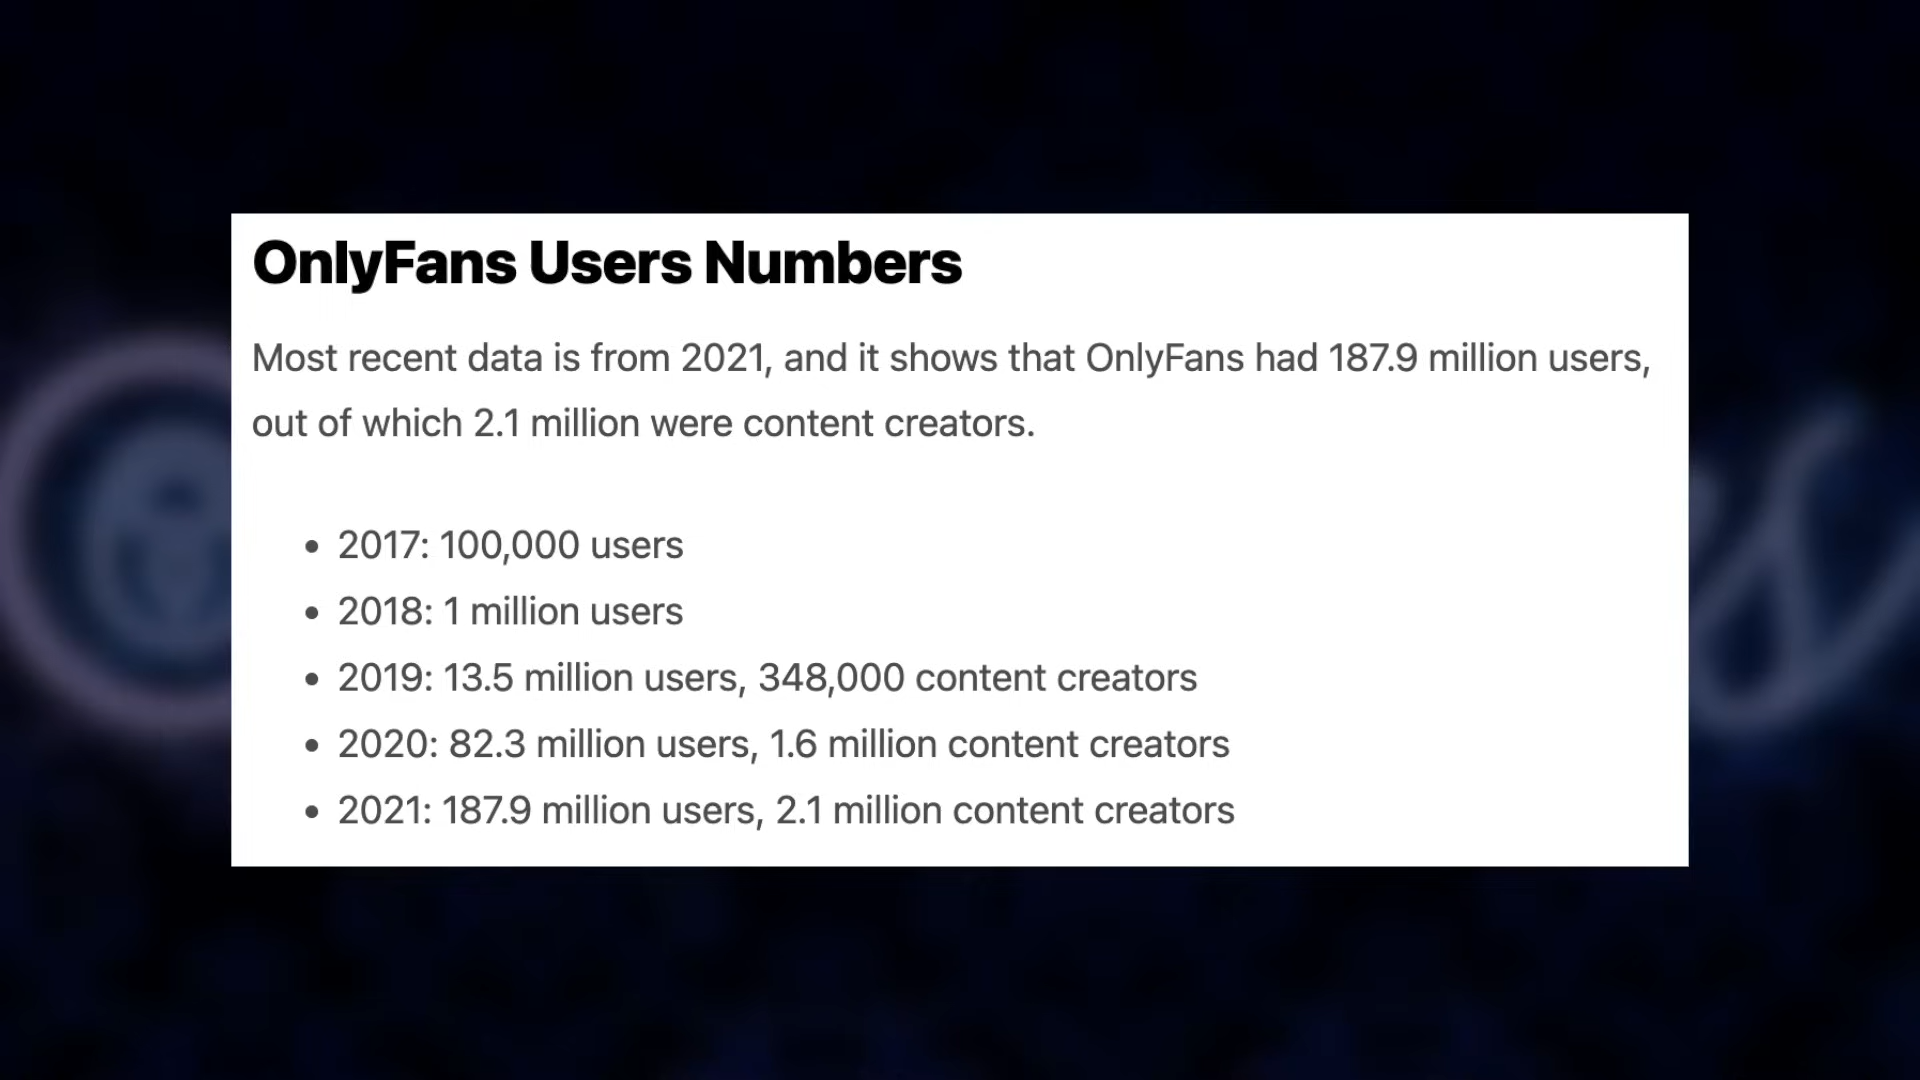 OnlyFans Users Numbers
Most recent data is from 2021, and it shows that OnlyFans had 187.9 million users,
out of which 2.1 million were content creators.
• 2017: 100,000 users
• 2018: 1 million users
• 2019: 13.5 million users, 348,000 content creators
• 2020: 82.3 million users, 1.6 million content creators
• 2021: 187.9 million users, 2.1 million content creators